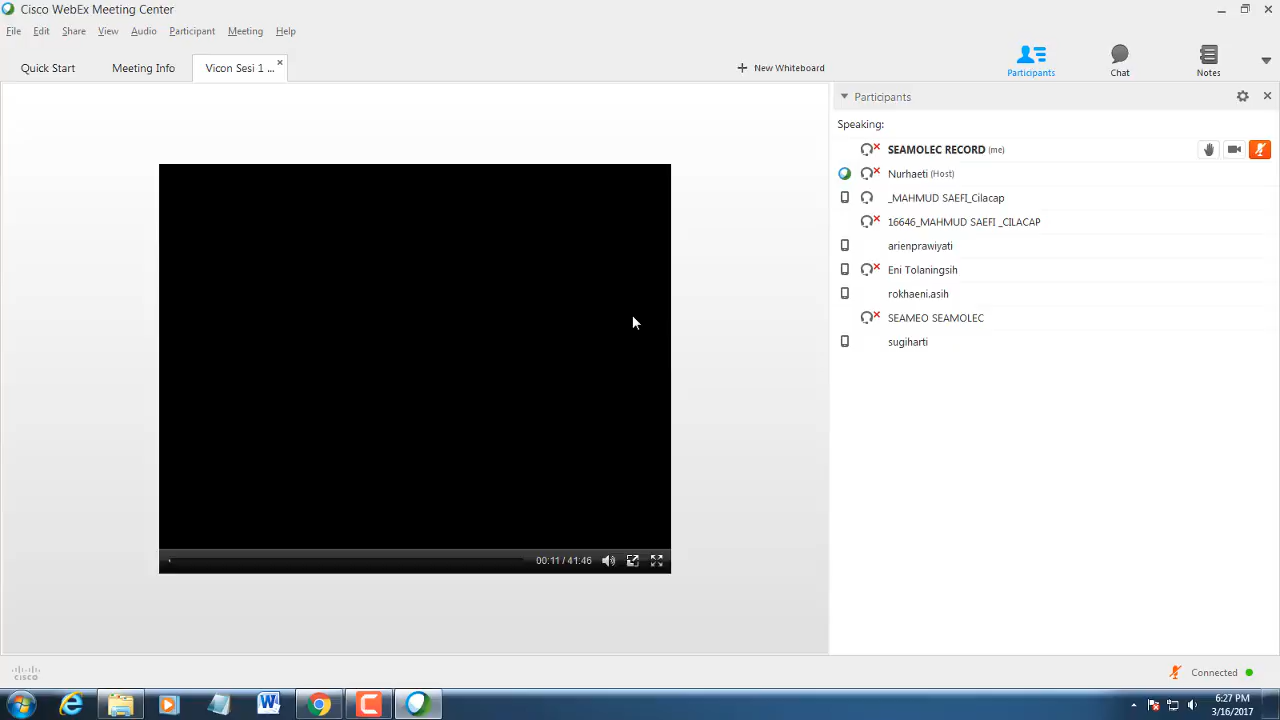 Cisco WebEx Meeting Center
File Edit Share View Audio Participant Meeting Help
Quick Start Meeting Info Vicon Sesi 1 ... × + New Whiteboard Participants Chat Notes
Participants
Speaking:
SEAMOLEC RECORD (me)
Nurhaeti (Host)
_MAHMUD SAEFI_Cilacap
16646_MAHMUD SAEFI _CILACAP
arienprawiyati
Eni Tolaningsih
rokhaeni.asih
SEAMEO SEAMOLEC
sugiharti
00:11 / 41:46
cisco
Connected
6:27 PM
3/16/2017